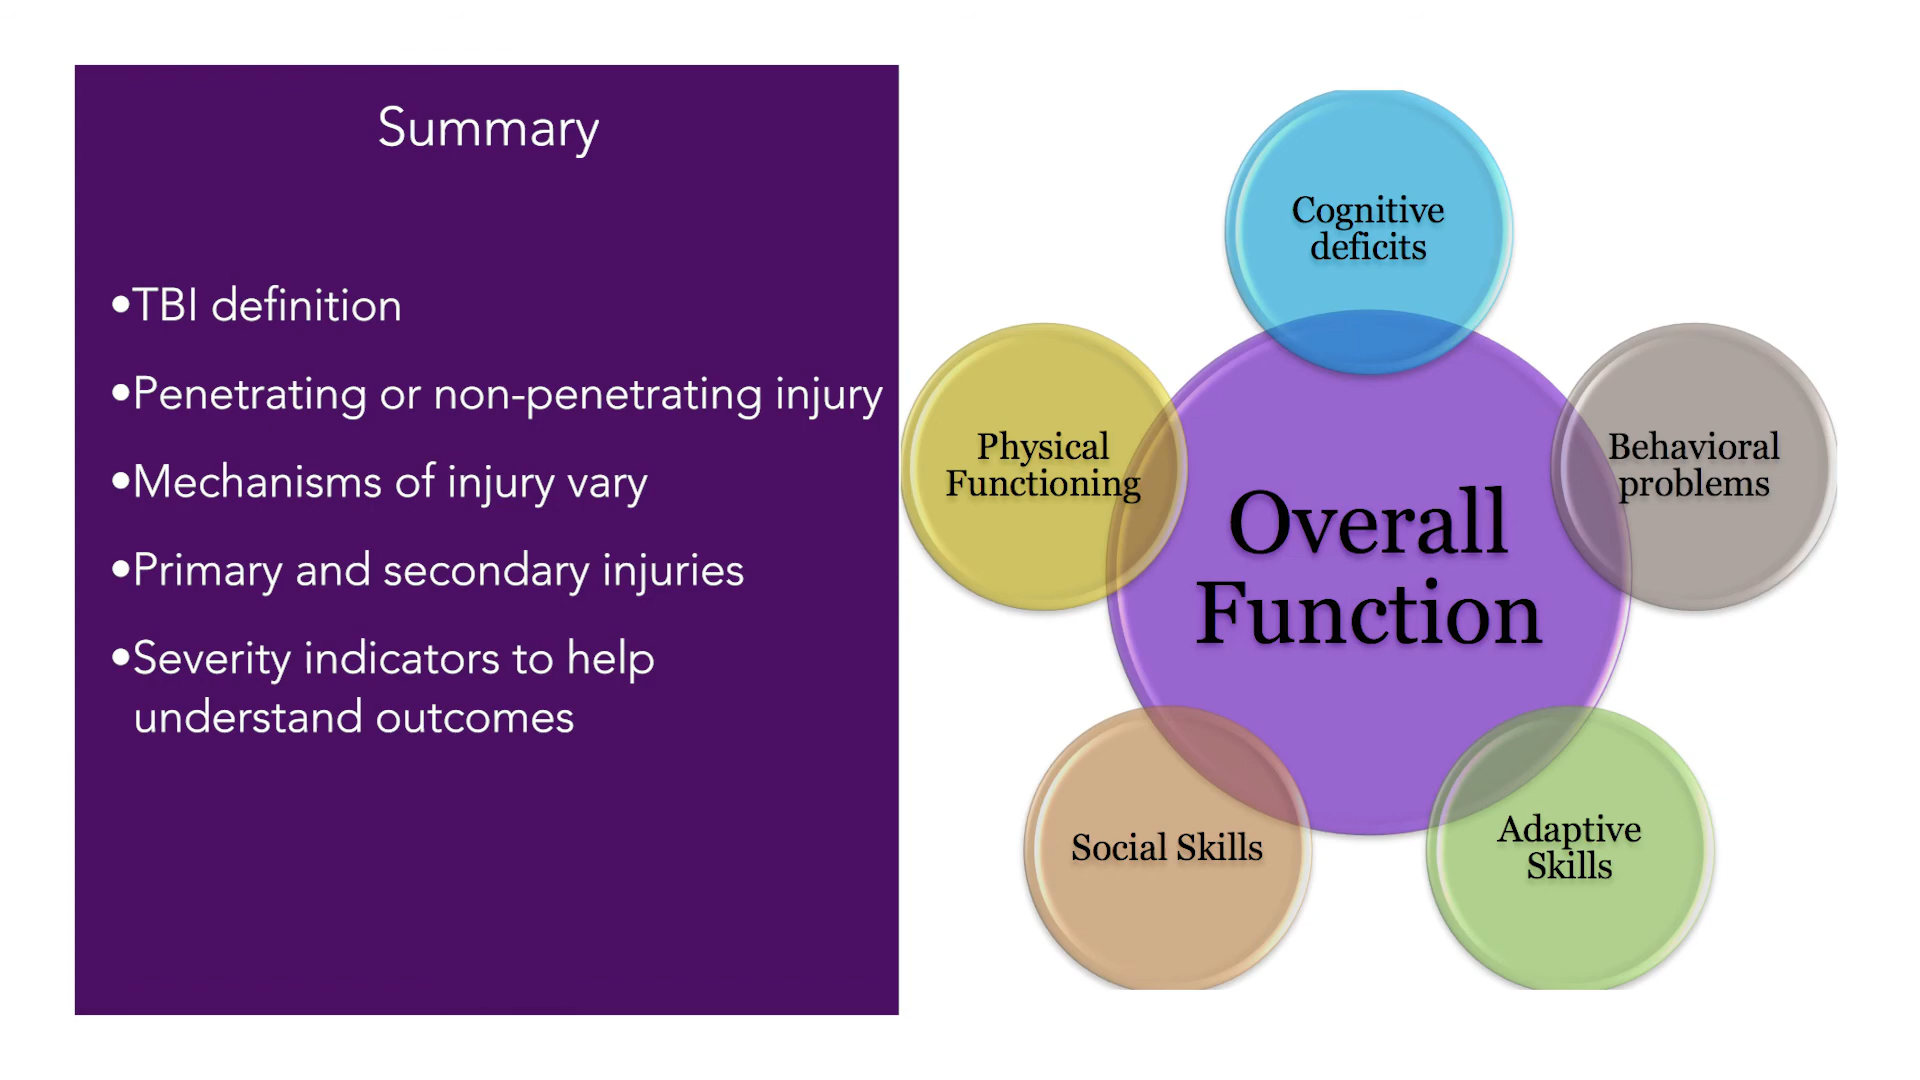 Summary
•TBI definition
•Penetrating or non-penetrating injury
•Mechanisms of injury vary
•Primary and secondary injuries
•Severity indicators to help
understand outcomes
Cognitive
deficits
Physical
Functioning
Behavioral
problems
Overall
Function
Social Skills
Adaptive
Skills